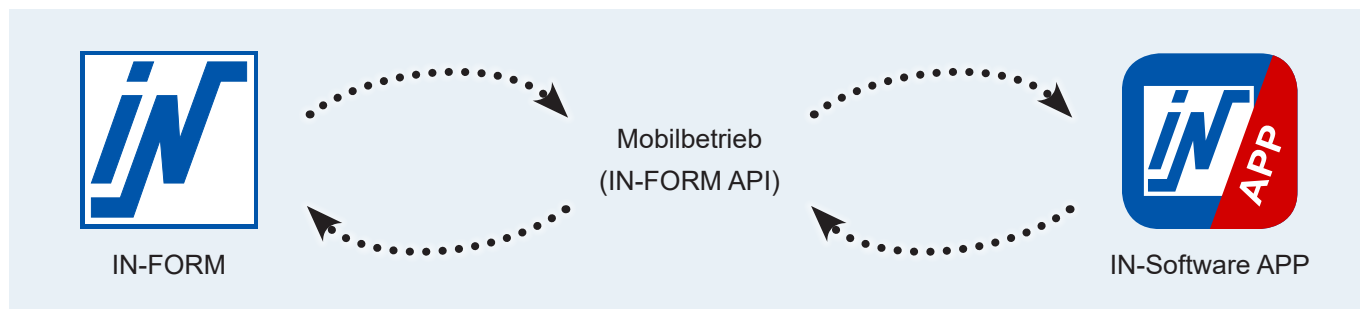 iN
IN-FORM
Mobilbetrieb
(IN-FORM API)
iN
APP
IN-Software APP